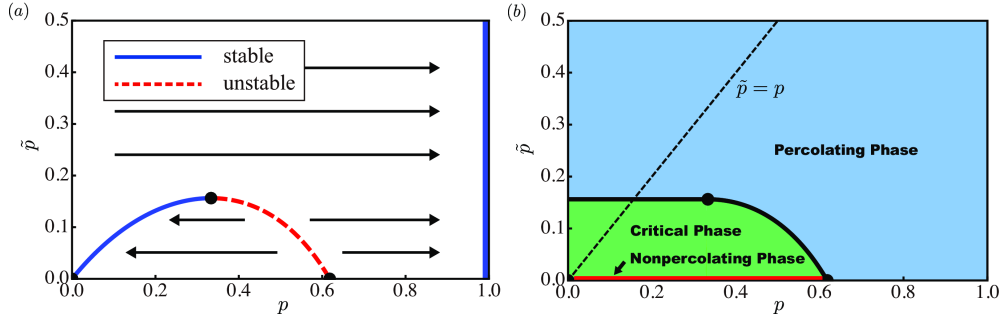 (a)
0.5
0.4
0.3
0.2
0.1
0.0
p̃
stable
unstable
0.0 0.2 0.4 0.6 0.8 1.0
p
(b)
0.5
0.4
0.3
0.2
0.1
0.0
p̃
p̃ = p
Percolating Phase
Critical Phase
Nonpercolating Phase
0.0 0.2 0.4 0.6 0.8 1.0
p